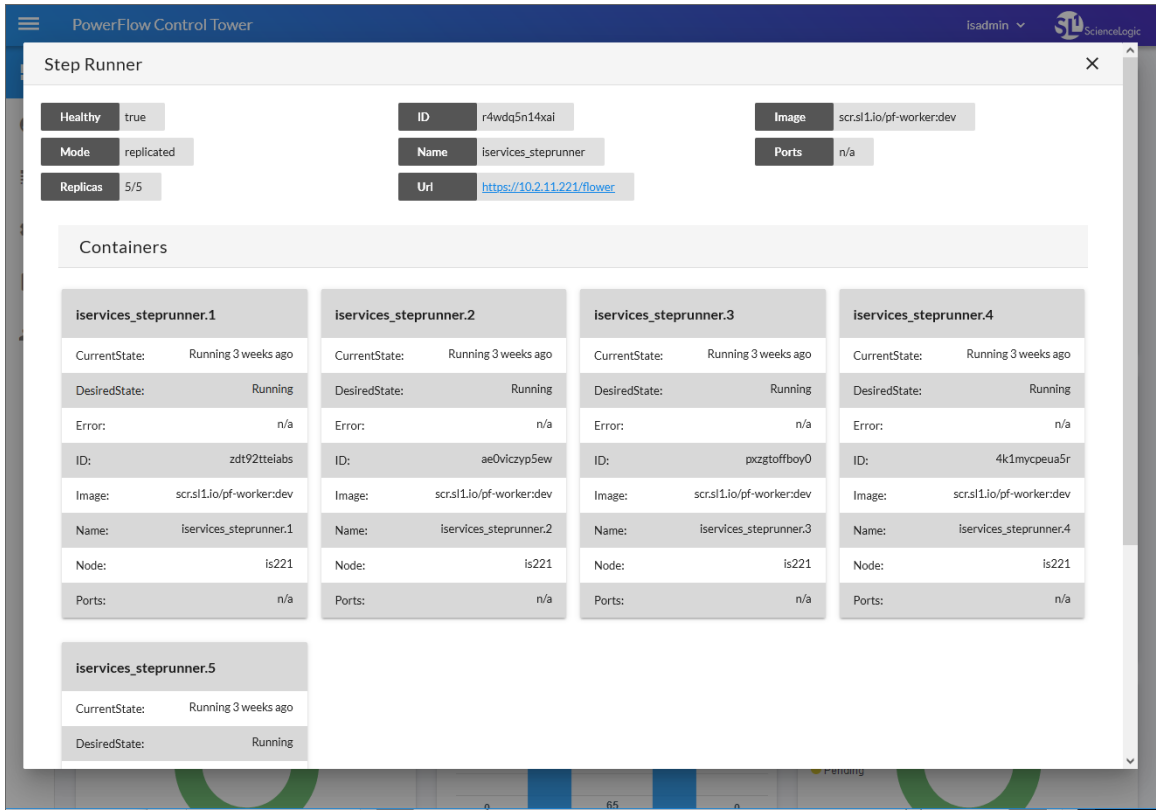 PowerFlow Control Tower isadmin SL ScienceLogic
Step Runner
Healthy true ID r4wdq5n14xai Image scr.sl1.io/pf-worker:dev
Mode replicated Name iservices_steprunner Ports n/a
Replicas 5/5 Url https://10.2.11.221/flower
Containers
iservices_steprunner.1 iservices_steprunner.2 iservices_steprunner.3 iservices_steprunner.4
CurrentState: Running 3 weeks ago CurrentState: Running 3 weeks ago CurrentState: Running 3 weeks ago CurrentState: Running 3 weeks ago
DesiredState: Running DesiredState: Running DesiredState: Running DesiredState: Running
Error: n/a Error: n/a Error: n/a Error: n/a
ID: zdt92tteiabs ID: ae0viczyp5ew ID: pxzgtoffboy0 ID: 4k1mycpeua5r
Image: scr.sl1.io/pf-worker:dev Image: scr.sl1.io/pf-worker:dev Image: scr.sl1.io/pf-worker:dev Image: scr.sl1.io/pf-worker:dev
Name: iservices_steprunner.1 Name: iservices_steprunner.2 Name: iservices_steprunner.3 Name: iservices_steprunner.4
Node: is221 Node: is221 Node: is221 Node: is221
Ports: n/a Ports: n/a Ports: n/a Ports: n/a
iservices_steprunner.5
CurrentState: Running 3 weeks ago
DesiredState: Running
Pending
0 65 0